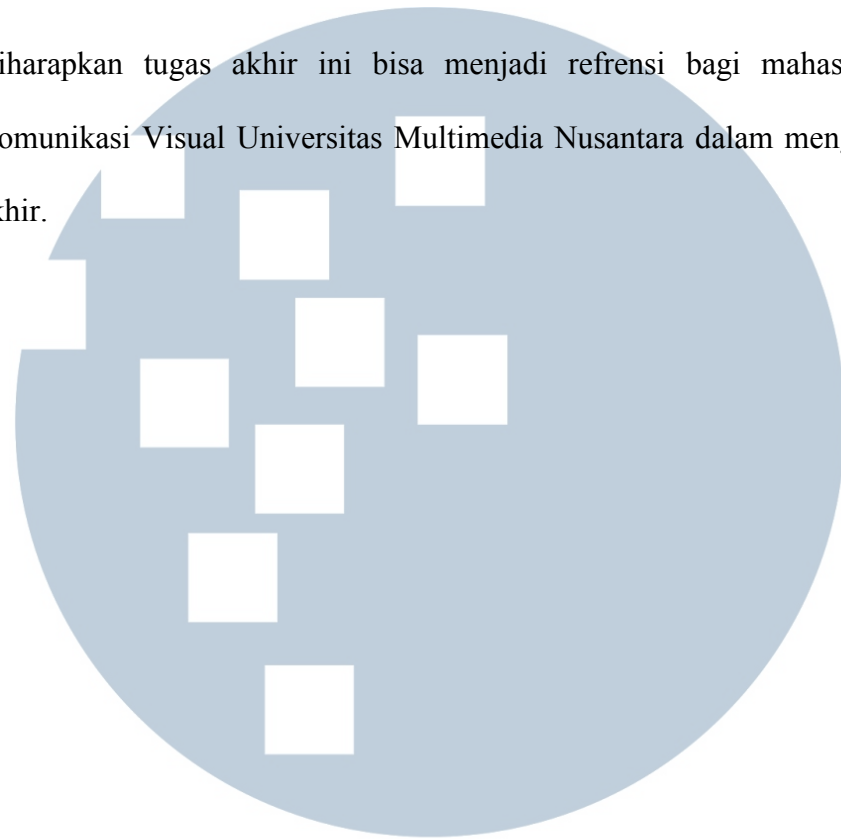 iharapkan tugas akhir ini bisa menjadi refrensi bagi mahas
omunikasi Visual Universitas Multimedia Nusantara dalam men
khir.